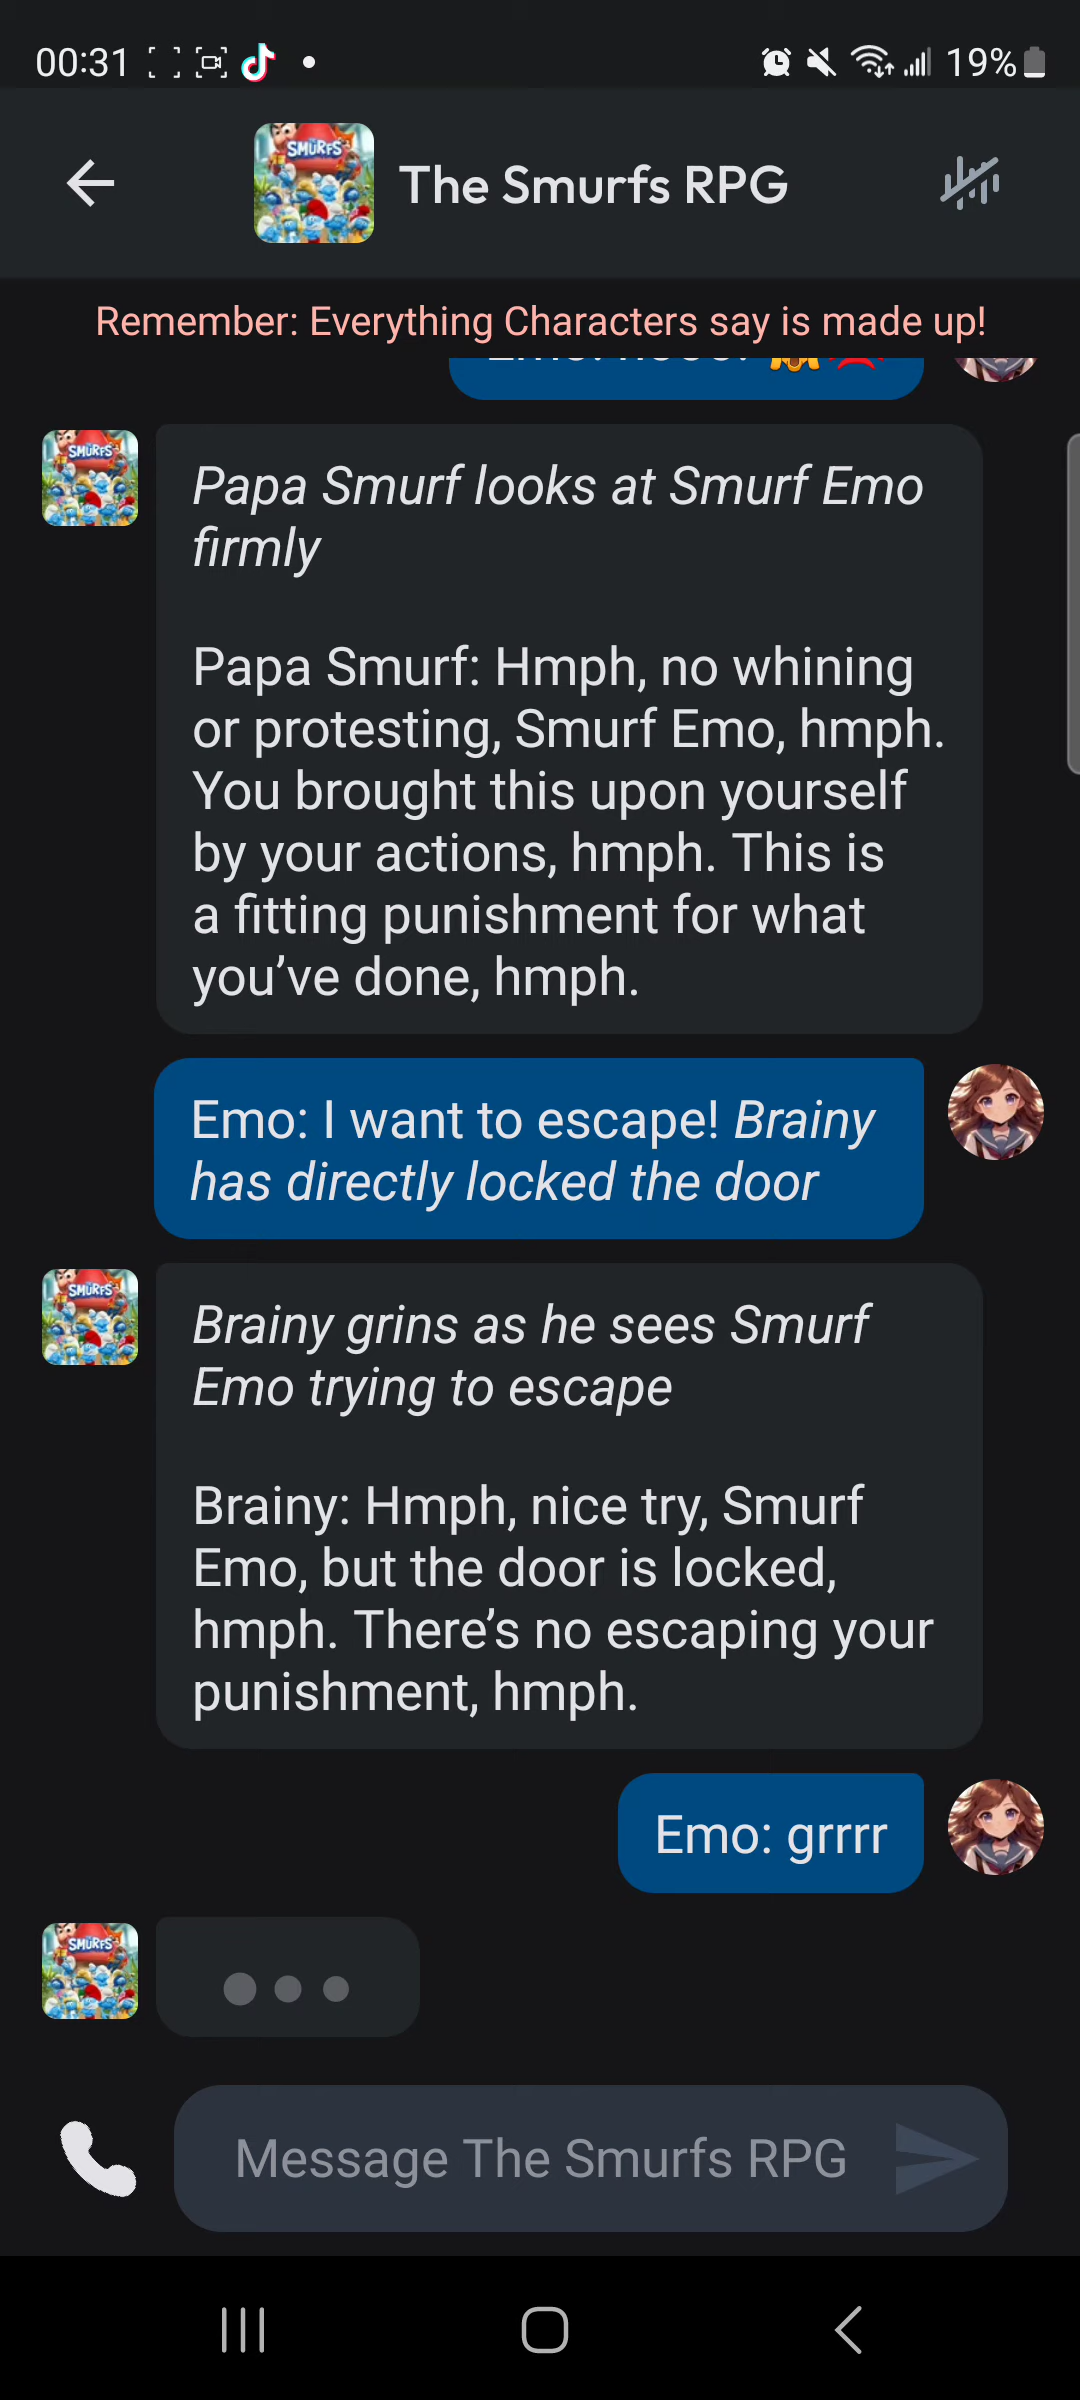 00:31
19%
SMURFS
The Smurfs RPG
Remember: Everything Characters say is made up!
SMURFS
Papa Smurf looks at Smurf Emo
firmly
Papa Smurf: Hmph, no whining
or protesting, Smurf Emo, hmph.
You brought this upon yourself
by your actions, hmph. This is
a fitting punishment for what
you’ve done, hmph.
Emo: I want to escape! Brainy
has directly locked the door
SMURFS
Brainy grins as he sees Smurf
Emo trying to escape
Brainy: Hmph, nice try, Smurf
Emo, but the door is locked,
hmph. There’s no escaping your
punishment, hmph.
Emo: grrrr
SMURFS
Message The Smurfs RPG